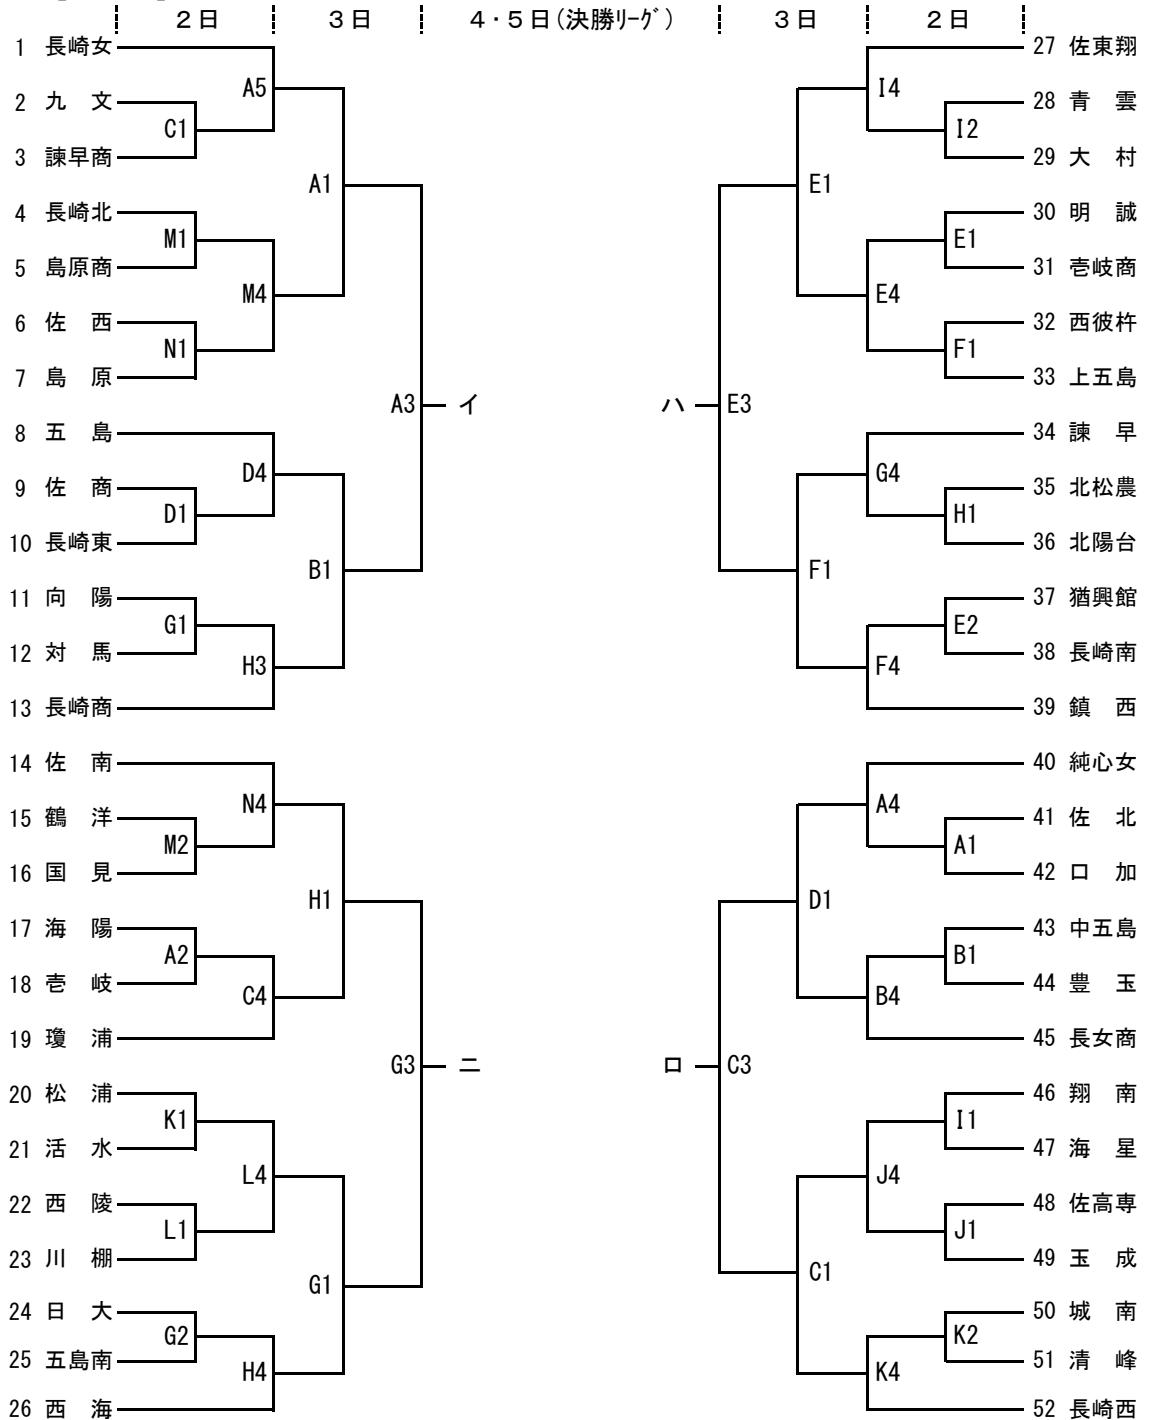 2日 3日 4・5日(決勝ﾘｰｸﾞ) 3日 2日
1 長崎女 27 佐東翔
A5 I4
2 九 文 28 青 雲
C1 I2
3 諫早商 29 大 村
A1 E1
4 長崎北 30 明 誠
M1 E1
5 島原商 31 壱岐商
M4 E4
6 佐 西 32 西彼杵
N1 F1
7 島 原 33 上五島
A3 イ ハ E3
8 五 島 34 諫 早
D4 G4
9 佐 商 35 北松農
D1 H1
10 長崎東 36 北陽台
B1 F1
11 向 陽 37 猶興館
G1 E2
12 対 馬 38 長崎南
H3 F4
13 長崎商 39 鎮 西
14 佐 南 40 純心女
N4 A4
15 鶴 洋 41 佐 北
M2 A1
16 国 見 42 口 加
H1 D1
17 海 陽 43 中五島
A2 B1
18 壱 岐 44 豊 玉
C4 B4
19 瓊 浦 45 長女商
G3 ニ ロ C3
20 松 浦 46 翔 南
K1 I1
21 活 水 47 海 星
L4 J4
22 西 陵 48 佐高専
L1 J1
23 川 棚 49 玉 成
G1 C1
24 日 大 50 城 南
G2 K2
25 五島南 51 清 峰
H4 K4
26 西 海 52 長崎西